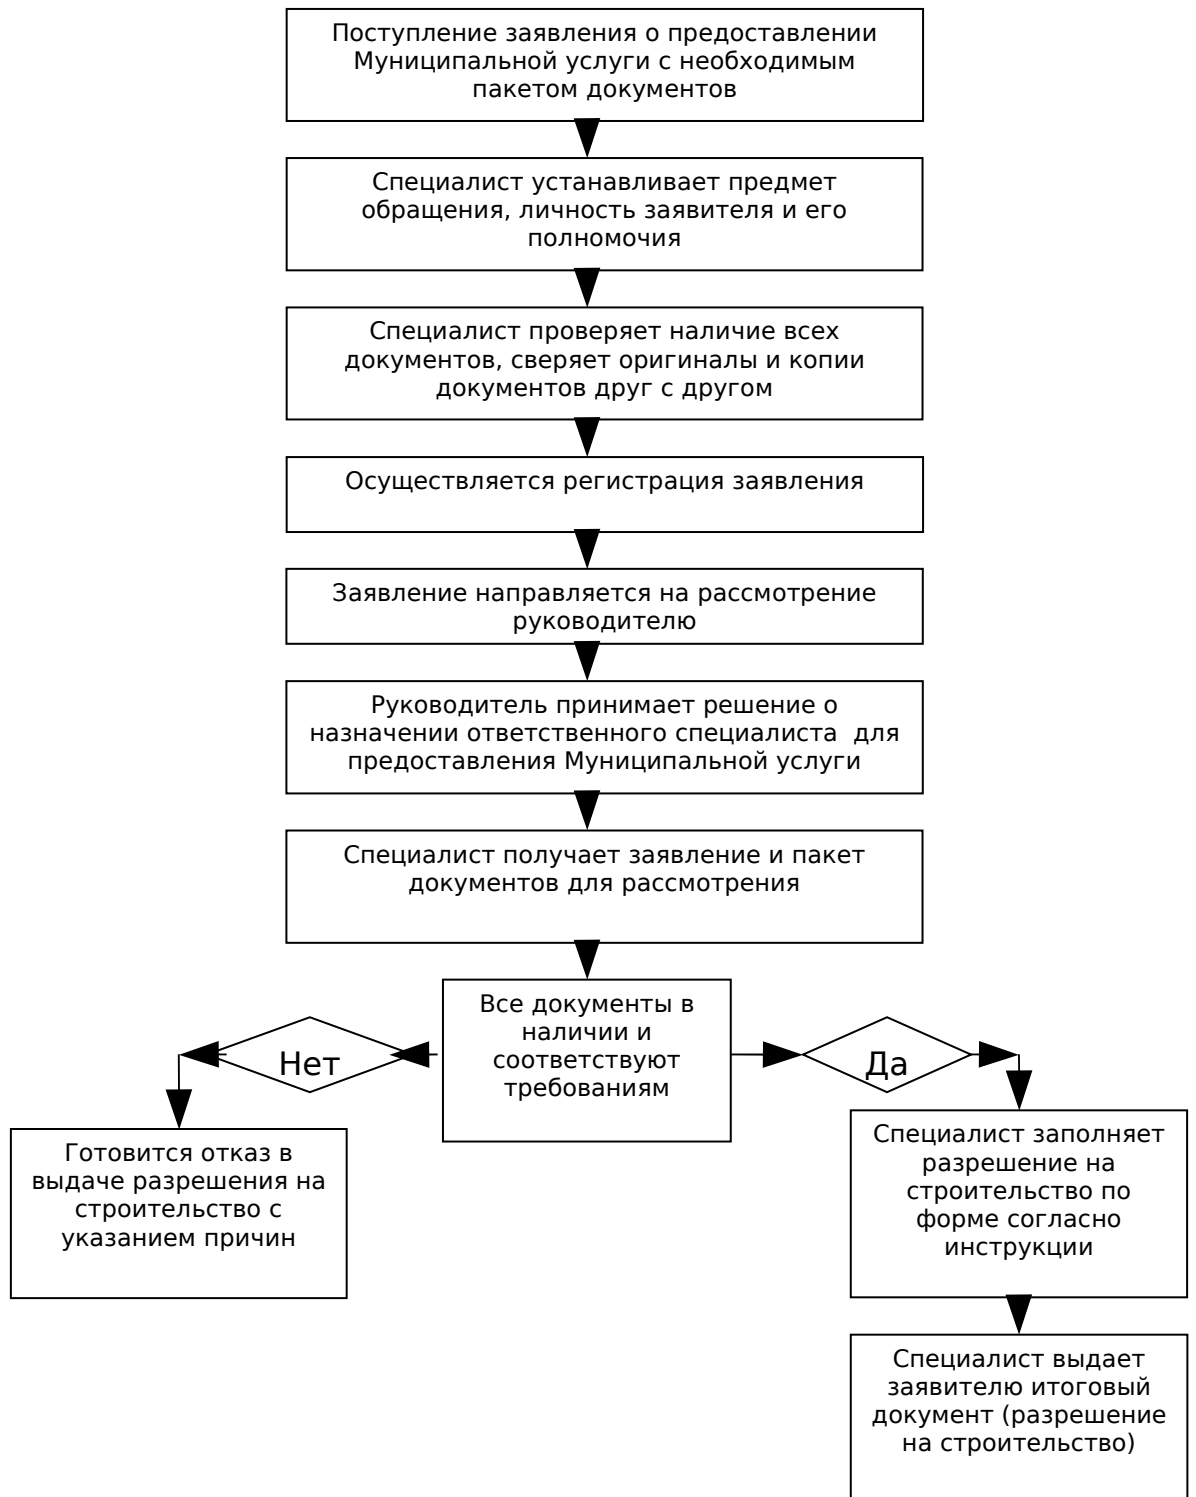 Поступление заявления о предоставлении
Муниципальной услуги с необходимым
пакетом документов
Специалист устанавливает предмет
обращения, личность заявителя и его
полномочия
Специалист проверяет наличие всех
документов, сверяет оригиналы и копии
документов друг с другом
Осуществляется регистрация заявления
Заявление направляется на рассмотрение
руководителю
Руководитель принимает решение о
назначении ответственного специалиста  для
предоставления Муниципальной услуги
Специалист получает заявление и пакет
документов для рассмотрения
Все документы в
наличии и
соответствуют
требованиям
Нет
Да
Готовится отказ в
выдаче разрешения на
строительство с
указанием причин
Специалист заполняет
разрешение на
строительство по
форме согласно
инструкции
Специалист выдает
заявителю итоговый
документ (разрешение
на строительство)